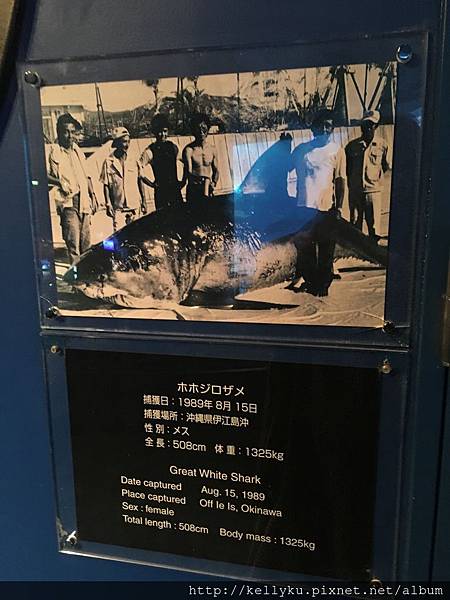 ホホジロザメ
捕獲日:1989年 8月 15日
捕獲場所:沖縄県伊江島沖
性 別:メス
全 長:508cm 体 重:1325kg
Great White Shark
Date captured Aug. 15, 1989
Place captured Off Ie Is, Okinawa
Sex : female
Total length : 508cm Body mass : 1325kg
http://kellyku.pixnet.net/album